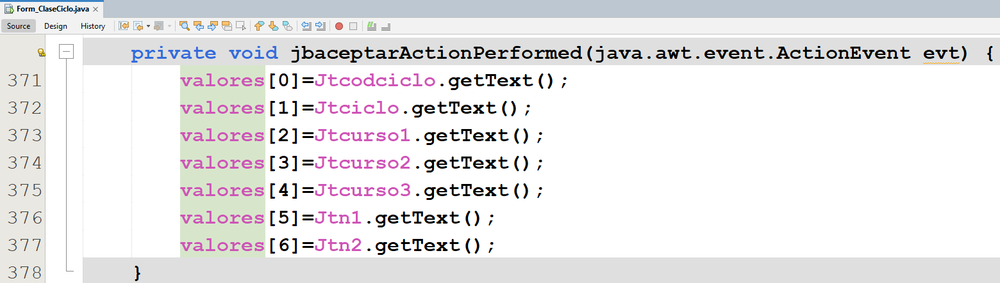 Form_ClaseCiclo.java
Source Design History
private void jbaceptarActionPerformed(java.awt.event.ActionEvent evt) {
371 valores[0]=Jtcodciclo.getText();
372 valores[1]=Jtciclo.getText();
373 valores[2]=Jtcurso1.getText();
374 valores[3]=Jtcurso2.getText();
375 valores[4]=Jtcurso3.getText();
376 valores[5]=Jtn1.getText();
377 valores[6]=Jtn2.getText();
378 }